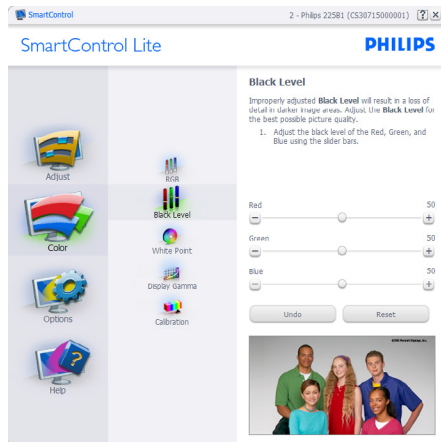 SmartControl
2 - Philips 225B1 (CS30715000001)
?
SmartControl Lite
PHILIPS
Adjust
Color
Options
Help
RGB
Black Level
White Point
Display Gamma
Calibration
Black Level
Improperly adjusted Black Level will result in a loss of
detail in darker image areas. Adjust the Black Level for
the best possible picture quality.
1. Adjust the black level of the Red, Green, and
Blue using the slider bars.
Red 50
Green 50
Blue 50
Undo Reset